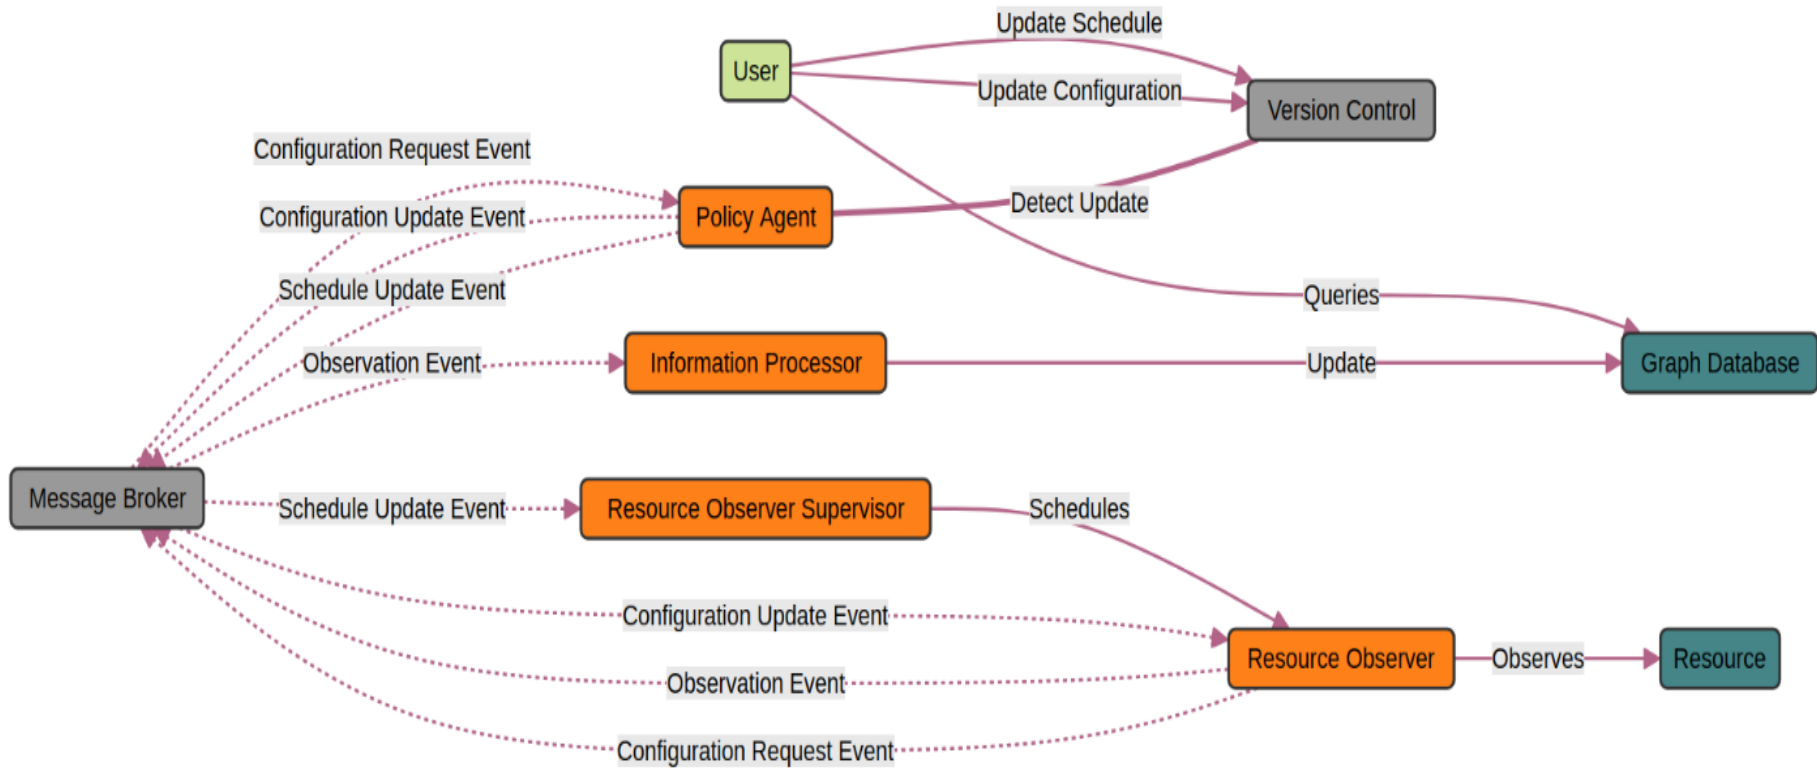 Update Schedule
User
Update Configuration
Version Control
Configuration Request Event
Configuration Update Event
Policy Agent
Detect Update
Schedule Update Event
Queries
Observation Event
Information Processor
Update
Graph Database
Message Broker
Schedule Update Event
Resource Observer Supervisor
Schedules
Configuration Update Event
Resource Observer
Observes
Resource
Observation Event
Configuration Request Event